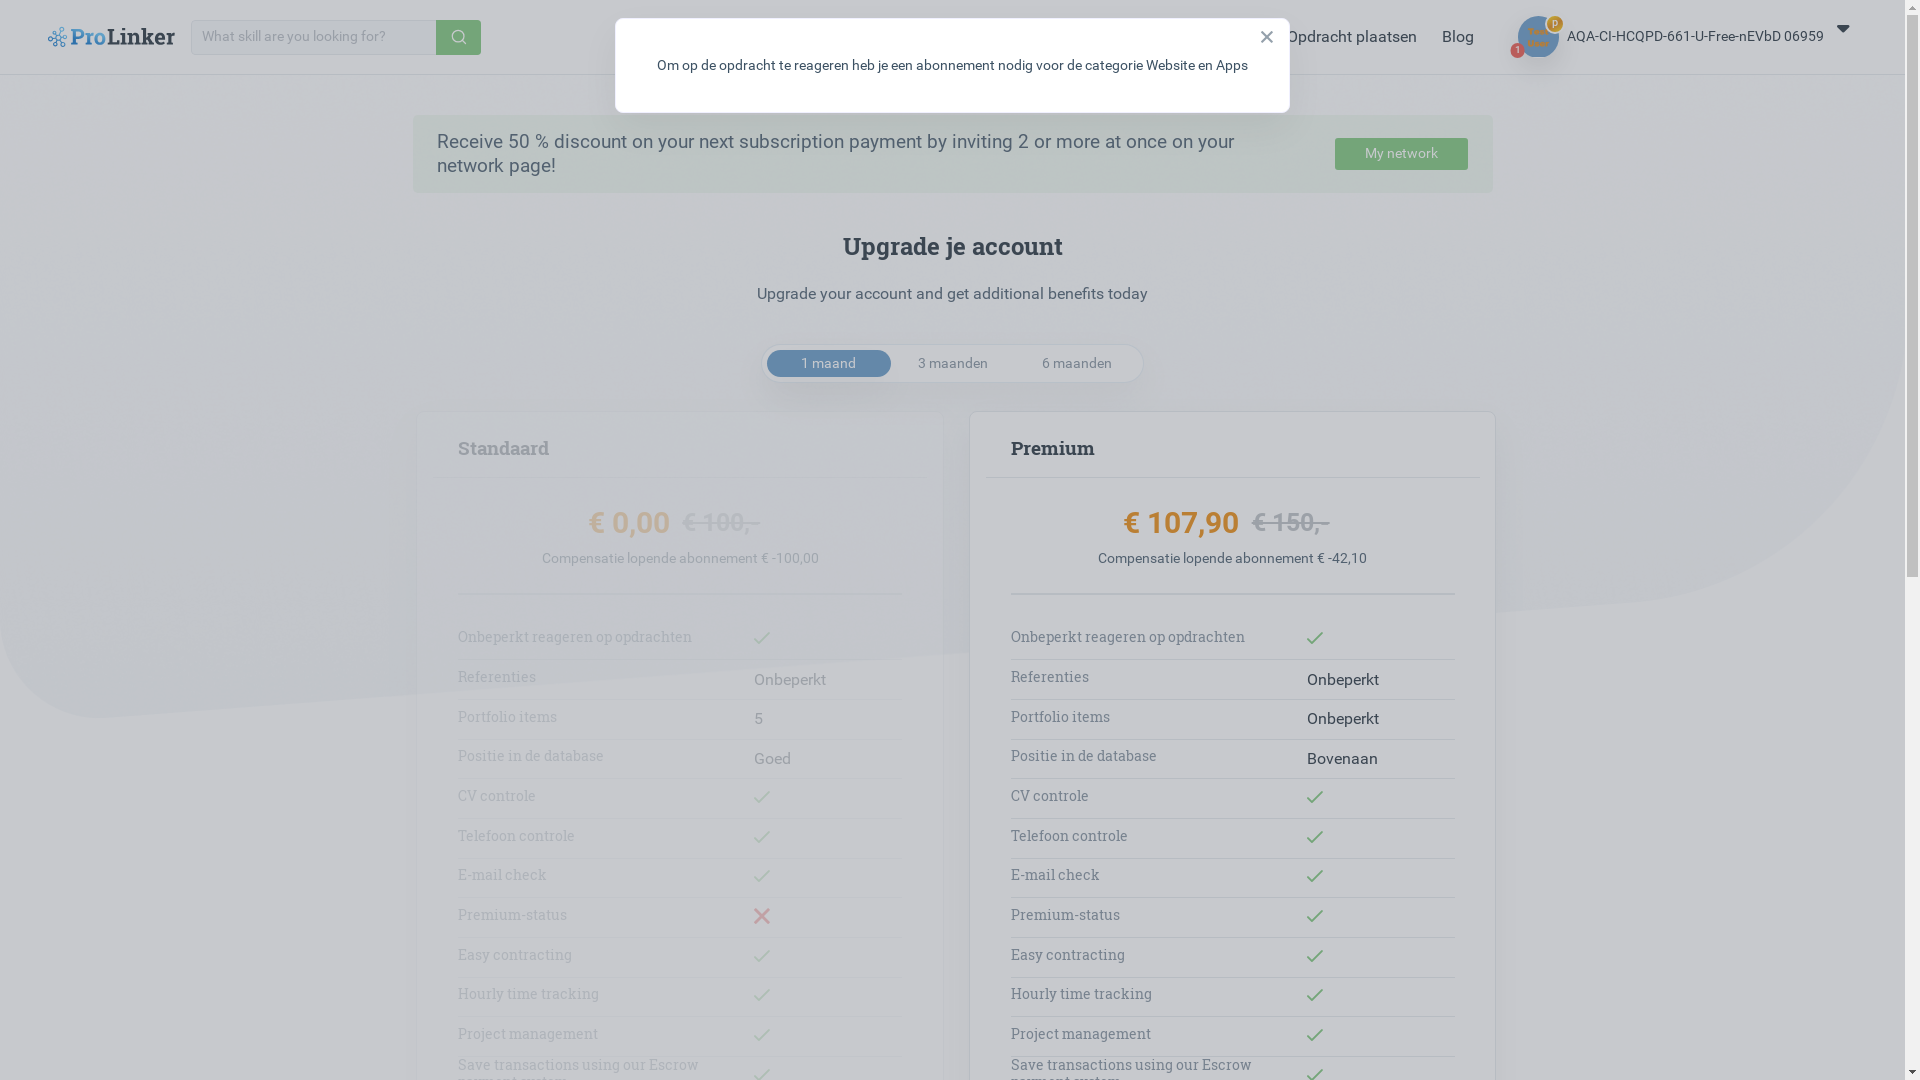 ProLinker
What skill are you looking for?
Opdracht plaatsen
Blog
p
1
AQA-CI-HCQPD-661-U-Free-nEVbD 06959
Om op de opdracht te reageren heb je een abonnement nodig voor de categorie Website en Apps
Receive 50 % discount on your next subscription payment by inviting 2 or more at once on your
network page!
My network
Upgrade je account
Upgrade your account and get additional benefits today
1 maand
3 maanden
6 maanden
Standaard
€ 0,00 € 100,-
Compensatie lopende abonnement € -100,00
Onbeperkt reageren op opdrachten
Referenties Onbeperkt
Portfolio items 5
Positie in de database Goed
CV controle
Telefoon controle
E-mail check
Premium-status
Easy contracting
Hourly time tracking
Project management
Save transactions using our Escrow
Premium
€ 107,90 € 150,-
Compensatie lopende abonnement € -42,10
Onbeperkt reageren op opdrachten
Referenties Onbeperkt
Portfolio items Onbeperkt
Positie in de database Bovenaan
CV controle
Telefoon controle
E-mail check
Premium-status
Easy contracting
Hourly time tracking
Project management
Save transactions using our Escrow